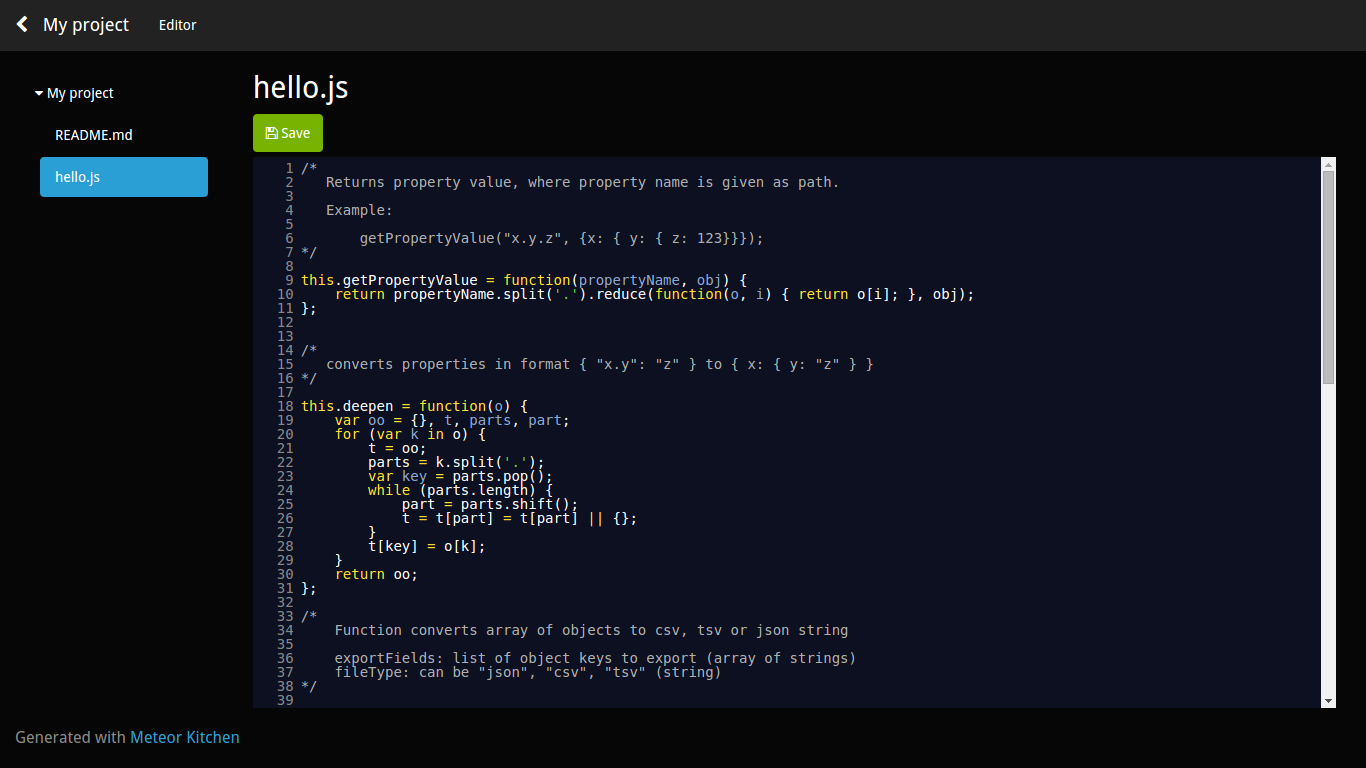 My project Editor
My project
README.md
hello.js
hello.js
Save
1 /*
2    Returns property value, where property name is given as path.
3
4    Example:
5
6        getPropertyValue("x.y.z", {x: { y: { z: 123}}});
7 */
8
9 this.getPropertyValue = function(propertyName, obj) {
10     return propertyName.split('.').reduce(function(o, i) { return o[i]; }, obj);
11 };
12
13
14 /*
15    converts properties in format { "x.y": "z" } to { x: { y: "z" } }
16 */
17
18 this.deepen = function(o) {
19     var oo = {}, t, parts, part;
20     for (var k in o) {
21         t = oo;
22         parts = k.split('.');
23         var key = parts.pop();
24         while (parts.length) {
25             part = parts.shift();
26             t = t[part] = t[part] || {};
27         }
28         t[key] = o[k];
29     }
30     return oo;
31 };
32
33 /*
34     Function converts array of objects to csv, tsv or json string
35
36     exportFields: list of object keys to export (array of strings)
37     fileType: can be "json", "csv", "tsv" (string)
38 */
39
Generated with Meteor Kitchen